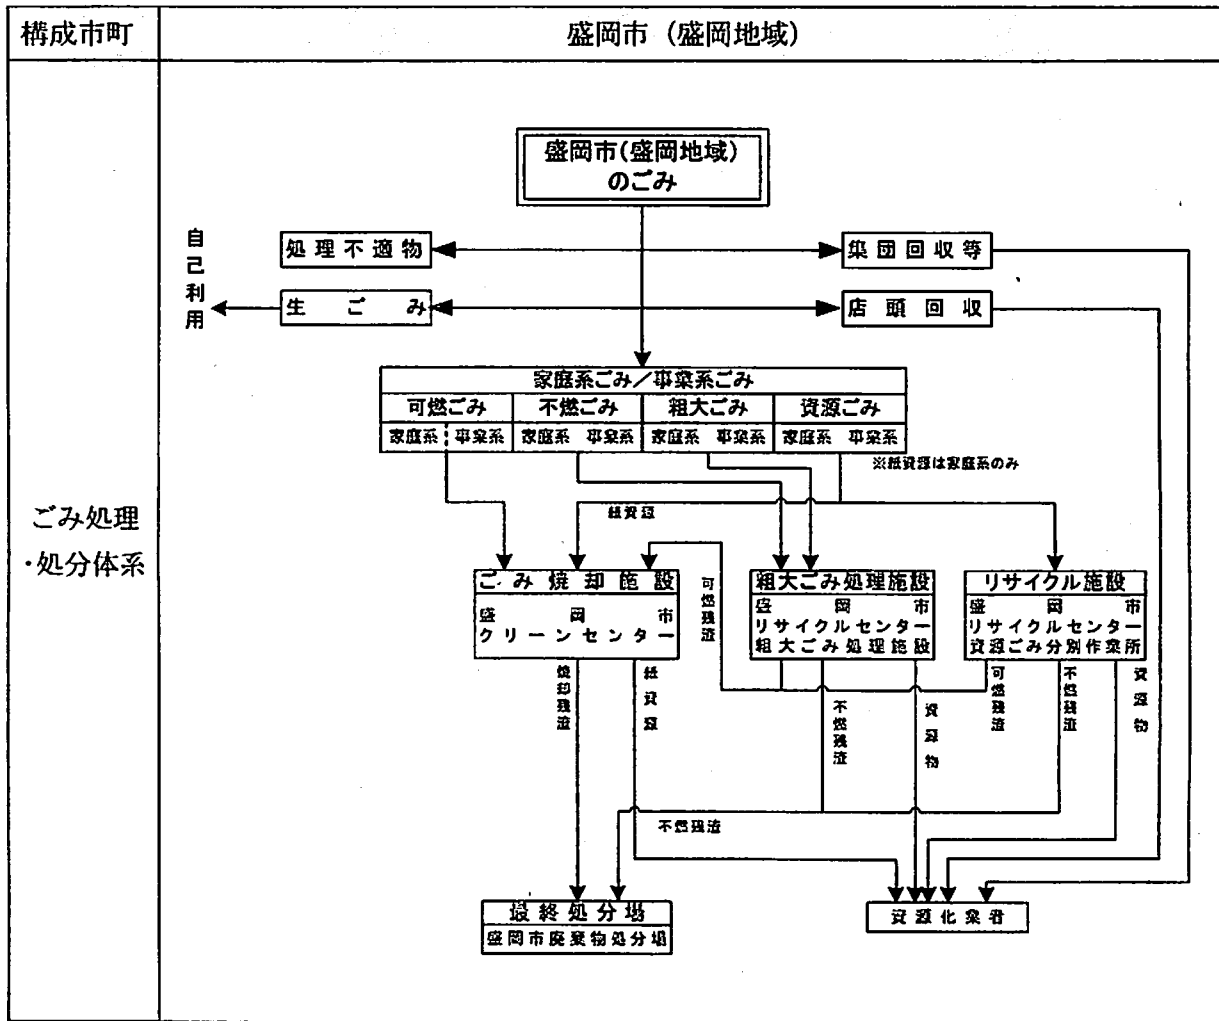 構成市町
盛岡市（盛岡地域）
ごみ処理
・処分体系
盛岡市(盛岡地域)
のごみ
自己利用
処理不適物
集団回収等
生ごみ
店頭回収
家庭系ごみ／事業系ごみ
可燃ごみ 不燃ごみ 粗大ごみ 資源ごみ
家庭系 事業系 家庭系 事業系 家庭系 事業系 家庭系 事業系
※紙資源は家庭系のみ
紙資源
ごみ焼却施設
盛岡市
クリーンセンター
可燃残渣
粗大ごみ処理施設
盛岡市
リサイクルセンター
粗大ごみ処理施設
リサイクル施設
盛岡市
リサイクルセンター
資源ごみ分別作業所
焼却残渣
紙資源
不燃残渣
資源物
可燃残渣
不燃残渣
資源物
不燃残渣
最終処分場
盛岡市廃棄物処分場
資源化業者